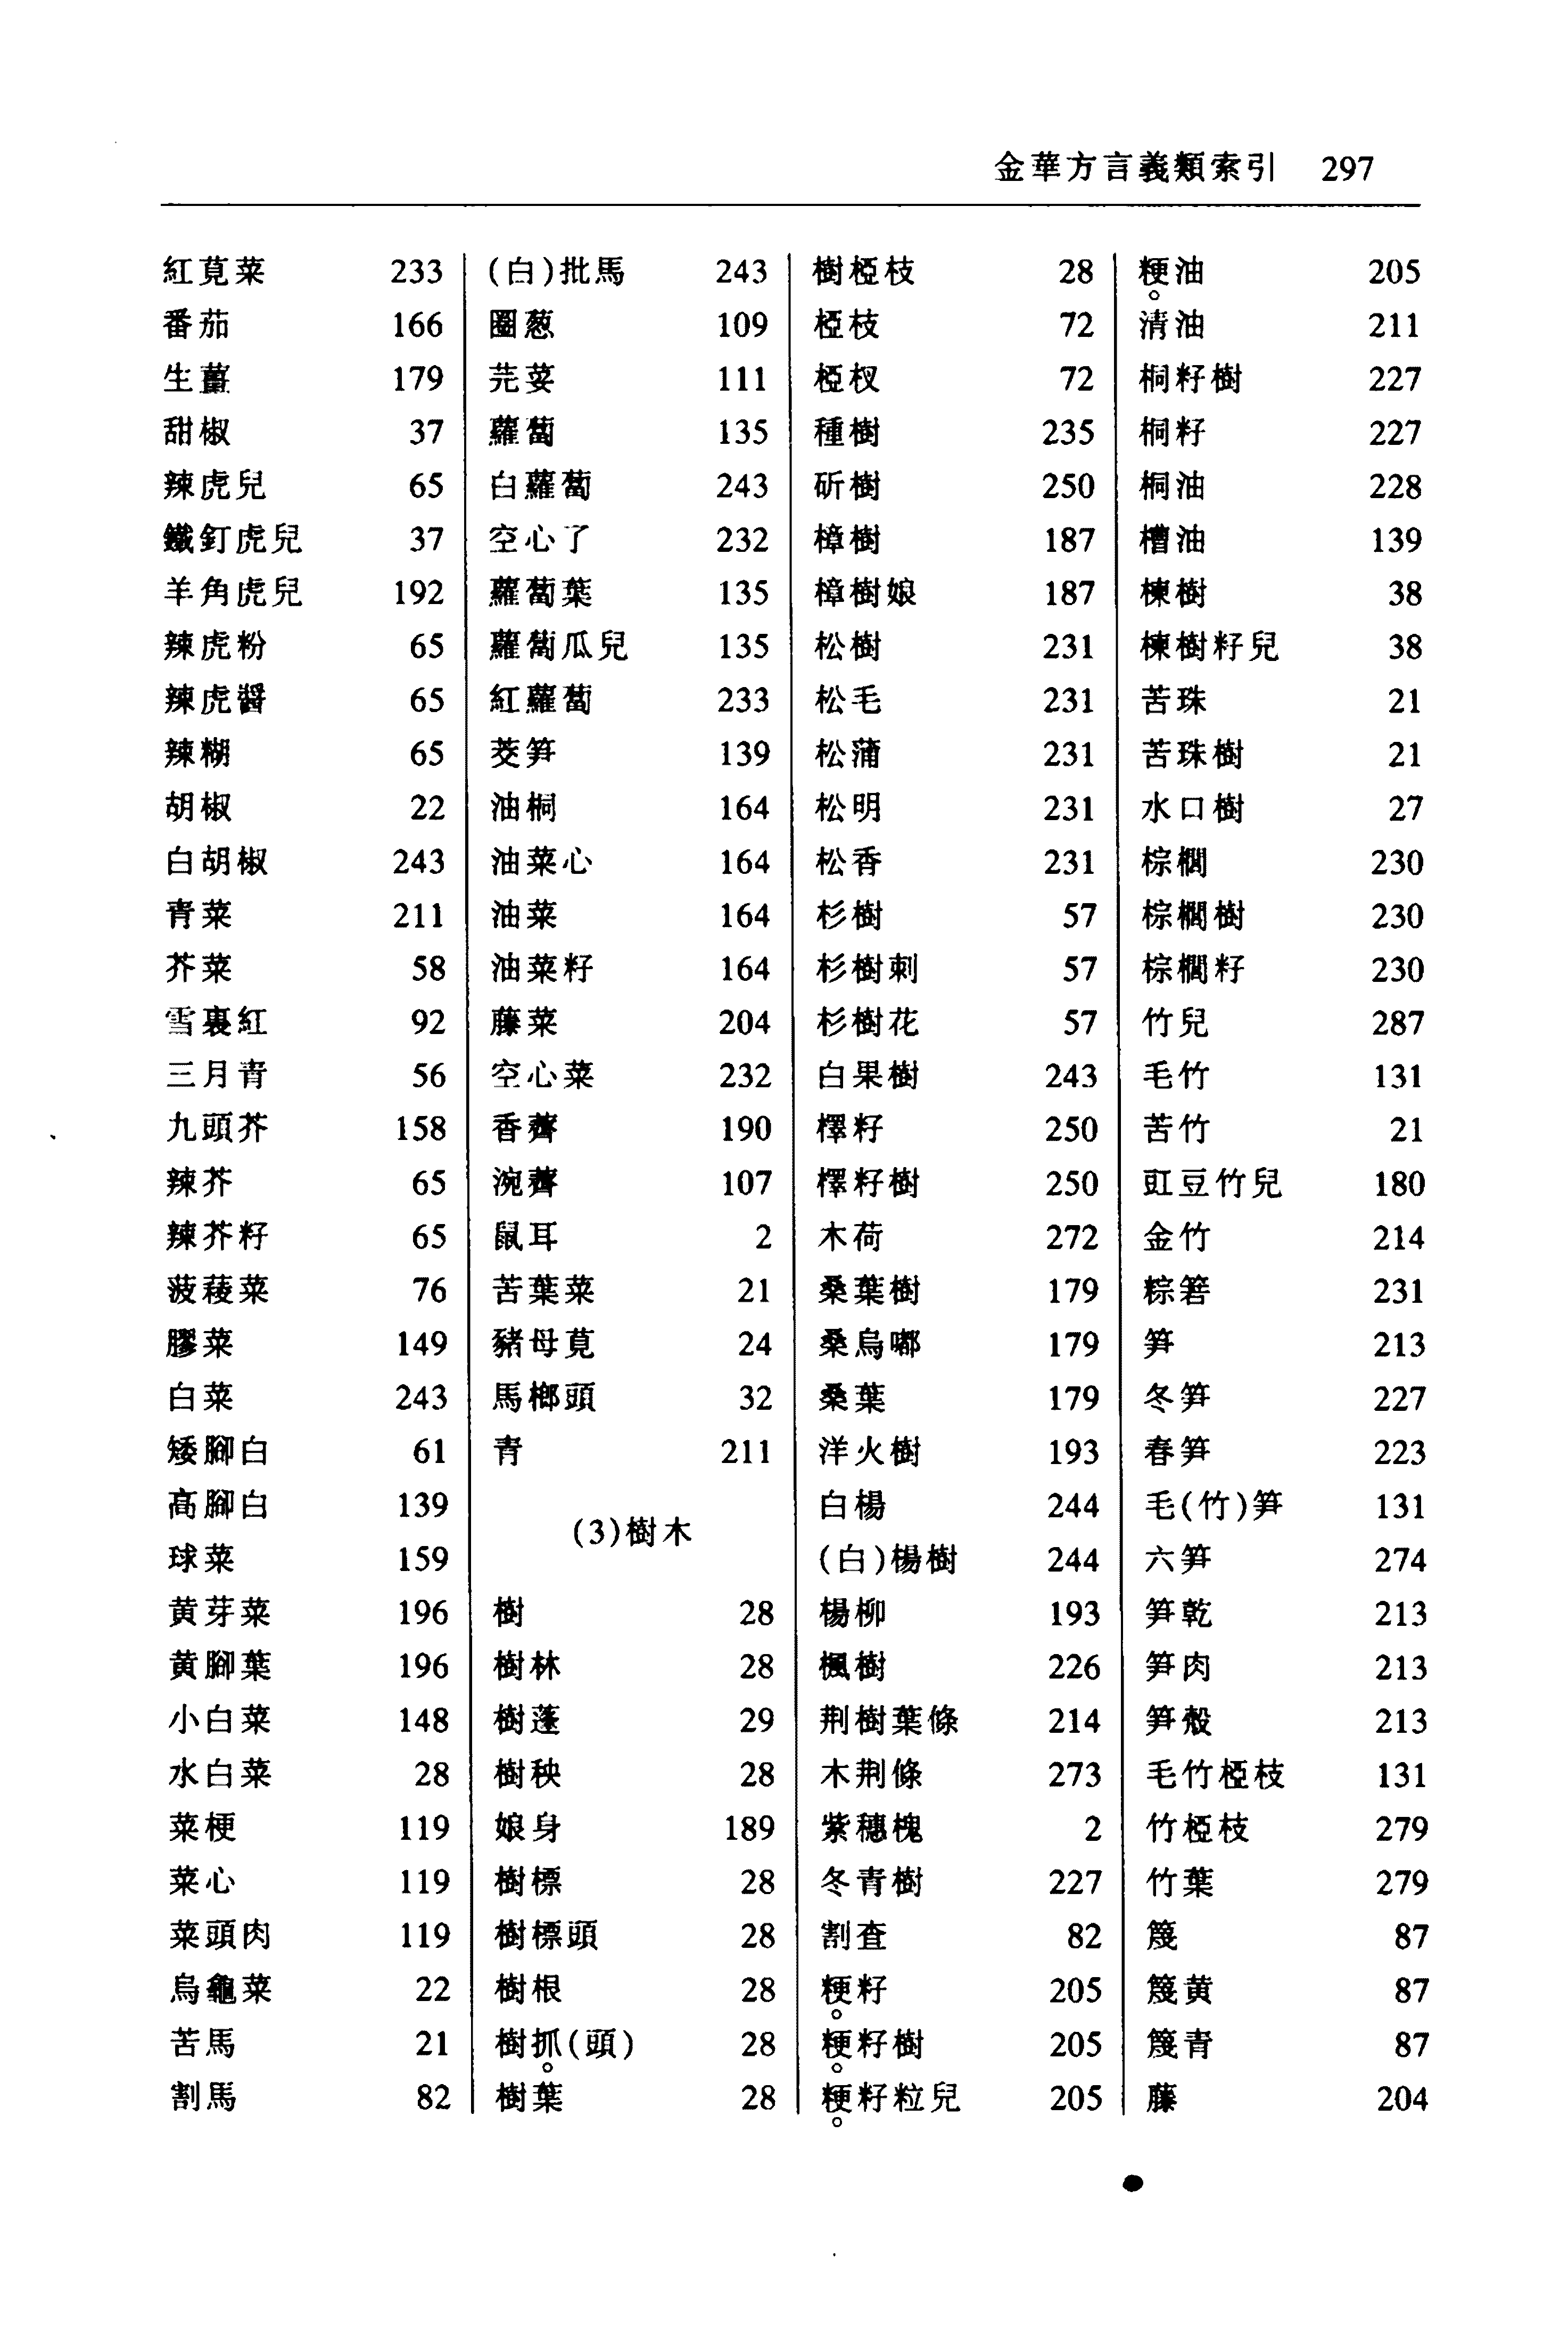 金華方言義類索引 297
紅莧菜 233
番茄 166
生薑 179
甜椒 37
辣虎兒 65
鐵釘虎兒 37
羊角虎兒 192
辣虎粉 65
辣虎醬 65
辣糊 65
胡椒 22
白胡椒 243
青菜 211
芥菜 58
雪裏紅 92
三月青 56
九頭芥 158
辣芥 65
辣芥籽 65
菠薐菜 76
膠菜 149
白菜 243
矮腳白 61
高腳白 139
球菜 159
黄芽菜 196
黄腳葉 196
小白菜 148
水白菜 28
菜梗 119
菜心 119
菜頭肉 119
烏龜菜 22
苦馬 21
割馬 82
(白)批馬 243
圈葱 109
芫荽 111
蘿蔔 135
白蘿蔔 243
空心了 232
蘿蔔葉 135
蘿蔔瓜兒 135
紅蘿蔔 233
茭笋 139
油桐 164
油菜心 164
油菜 164
油菜籽 164
藤菜 204
空心菜 232
香薺 190
涴薺 107
鼠耳 2
苦葉菜 21
豬母莧 24
馬榔頭 32
青 211
(3)樹木
樹 28
樹林 28
樹蓬 29
樹秧 28
娘身 189
樹標 28
樹標頭 28
樹根 28
樹抓(頭) 28
樹葉 28
樹椏枝 28
椏枝 72
椏杈 72
種樹 235
斫樹 250
樟樹 187
樟樹娘 187
松樹 231
松毛 231
松蒲 231
松明 231
松香 231
杉樹 57
杉樹刺 57
杉樹花 57
白果樹 243
檡籽 250
檡籽樹 250
木荷 272
桑葉樹 179
桑烏嘟 179
桑葉 179
洋火樹 193
白楊 244
(白)楊樹 244
楊柳 193
楓樹 226
荆樹葉條 214
木荆條 273
紫穗槐 2
冬青樹 227
割查 82
粳籽 205
粳籽樹 205
粳籽粒兒 205
粳油 205
清油 211
桐籽樹 227
桐籽 227
桐油 228
槽油 139
楝樹 38
楝樹籽兒 38
苦珠 21
苦珠樹 21
水口樹 27
棕櫚 230
棕櫚樹 230
棕櫚籽 230
竹兒 287
毛竹 131
苦竹 21
豇豆竹兒 180
金竹 214
粽箬 231
笋 213
冬笋 227
春笋 223
毛(竹)笋 131
六笋 274
笋乾 213
笋肉 213
笋殼 213
毛竹椏枝 131
竹椏枝 279
竹葉 279
篾 87
篾黄 87
篾青 87
藤 204